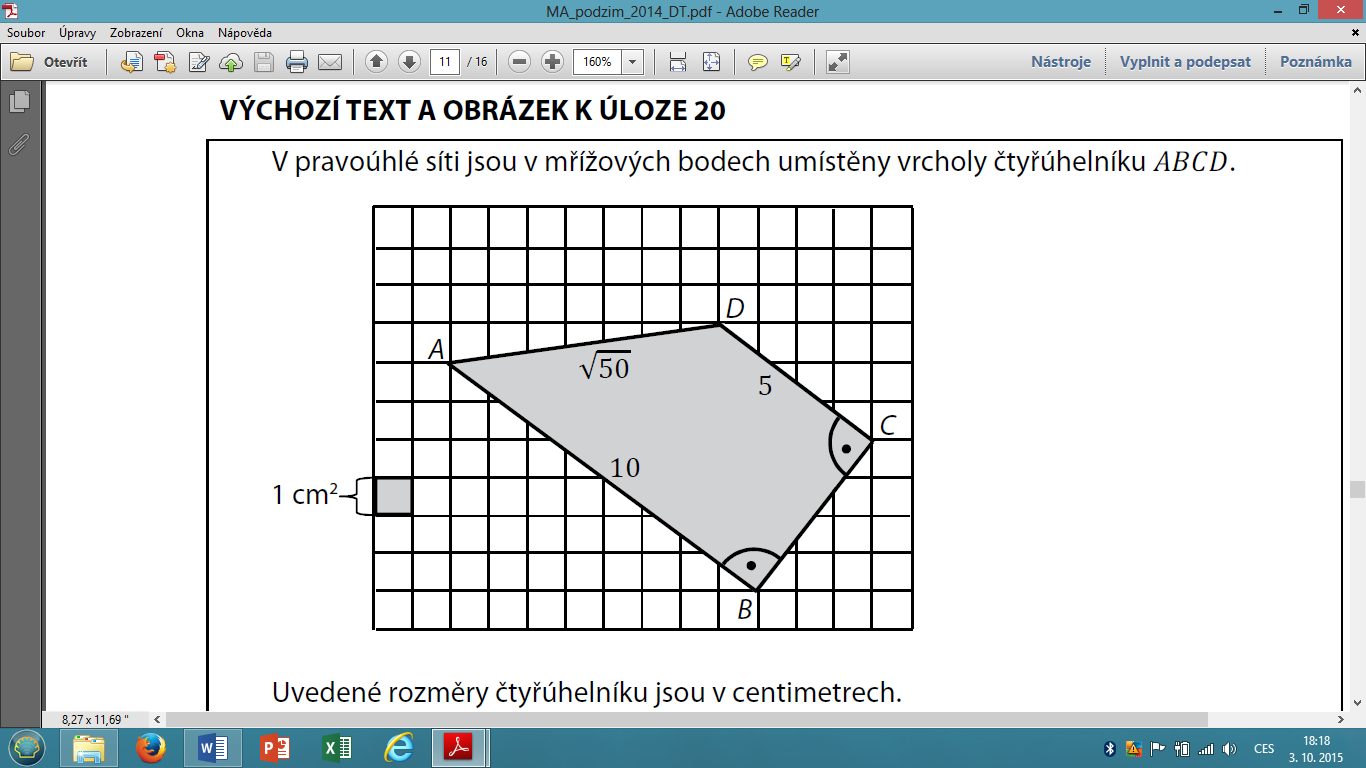 MA_podzim_2014_DT.pdf - Adobe Reader
Soubor Úpravy Zobrazení Okna Nápověda
Otevřít 11 / 16 160% Nástroje Vyplnit a podepsat Poznámka
VÝCHOZÍ TEXT A OBRÁZEK K ÚLOZE 20
V pravoúhlé síti jsou v mřížových bodech umístěny vrcholy čtyřúhelníku ABCD.
D
A
√50
5
C
10
1 cm²
B
Uvedené rozměry čtyřúhelníku jsou v centimetrech.
8,27 x 11,69 "
CES
18:18
3. 10. 2015